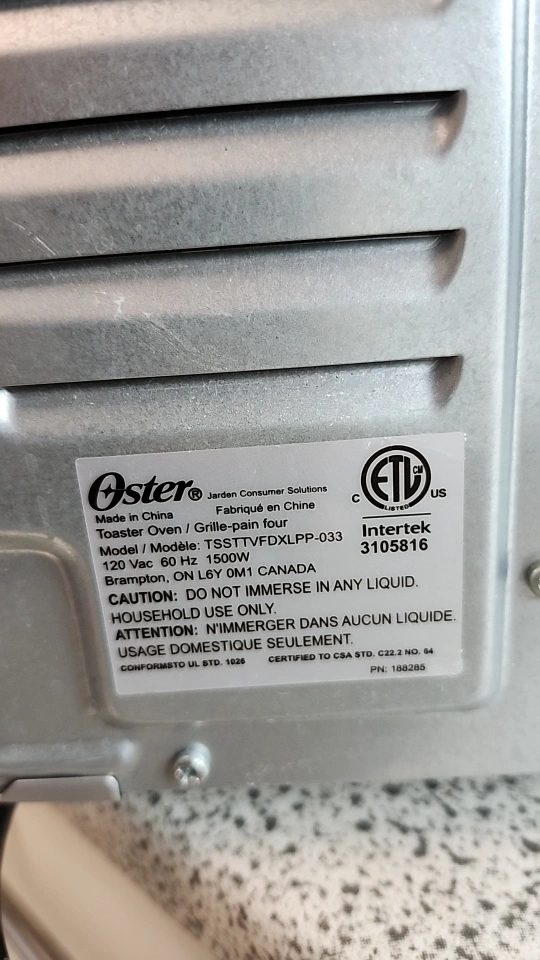 Oster® Jarden Consumer Solutions
Made in China Fabriqué en Chine
Toaster Oven / Grille-pain four
Model / Modèle: TSSTTVFDXLPP-033
120 Vac 60 Hz 1500W
Brampton, ON L6Y 0M1 CANADA
CAUTION: DO NOT IMMERSE IN ANY LIQUID.
HOUSEHOLD USE ONLY.
ATTENTION: N'IMMERGER DANS AUCUN LIQUIDE.
USAGE DOMESTIQUE SEULEMENT.
CONFORMSTO UL STD. 1026 CERTIFIED TO CSA STD. C22.2 NO. 64
PN: 188285
ETL CM
LISTED
C US
Intertek
3105816